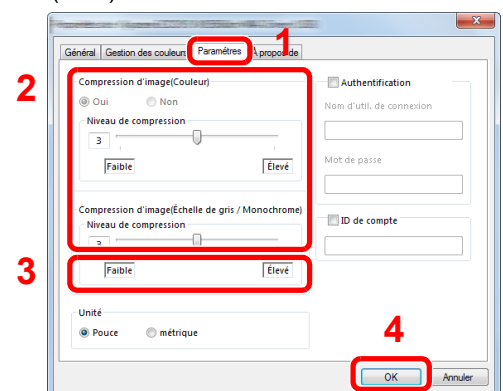 1
Général Gestion des couleurs Paramètres À propos de
2
Compression d'image(Couleur)
Oui Non
Niveau de compression
3
Faible Élevé
Compression d'image(Échelle de gris / Monochrome)
Niveau de compression
3
3
Faible Élevé
Unité
Pouce métrique
Authentification
Nom d'util. de connexion
Mot de passe
ID de compte
4
OK Annuler